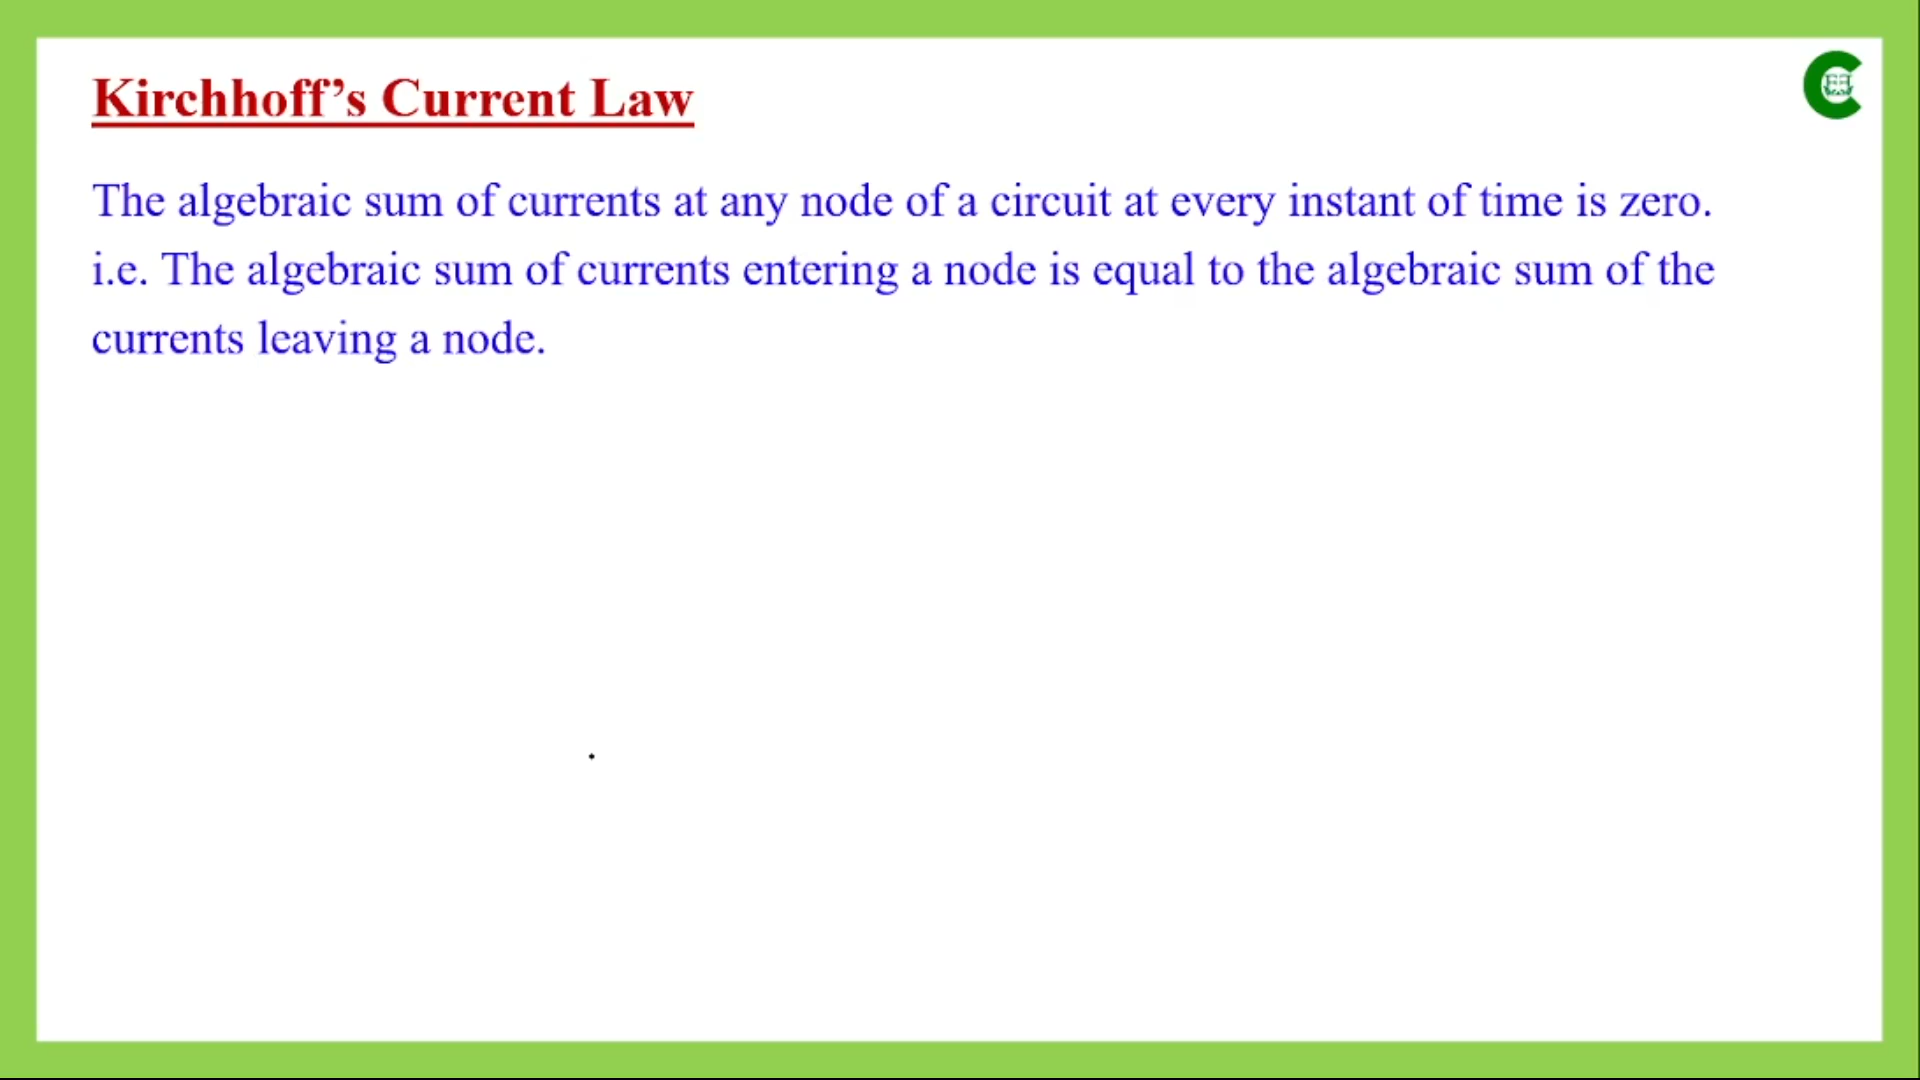 Kirchhoff’s Current Law
The algebraic sum of currents at any node of a circuit at every instant of time is zero.
i.e. The algebraic sum of currents entering a node is equal to the algebraic sum of the
currents leaving a node.